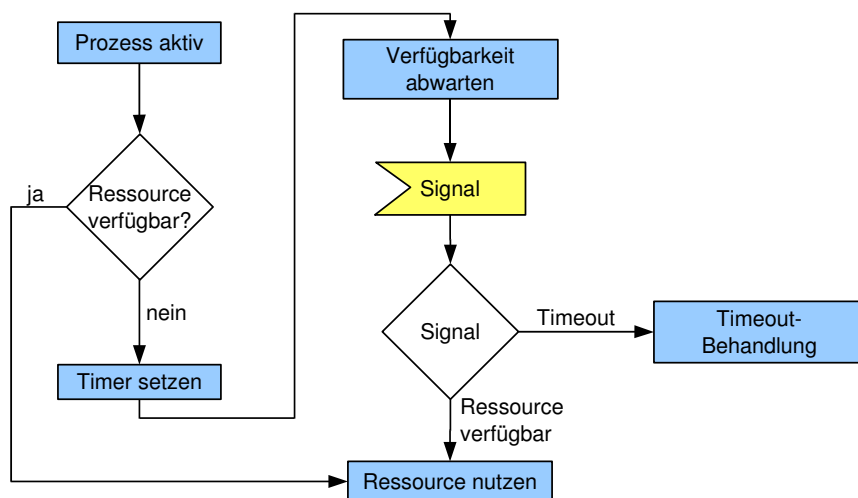 Prozess aktiv
Verfügbarkeit
abwarten
Signal
ja
Ressource
verfügbar?
nein
Timer setzen
Signal
Timeout
Timeout-
Behandlung
Ressource
verfügbar
Ressource nutzen